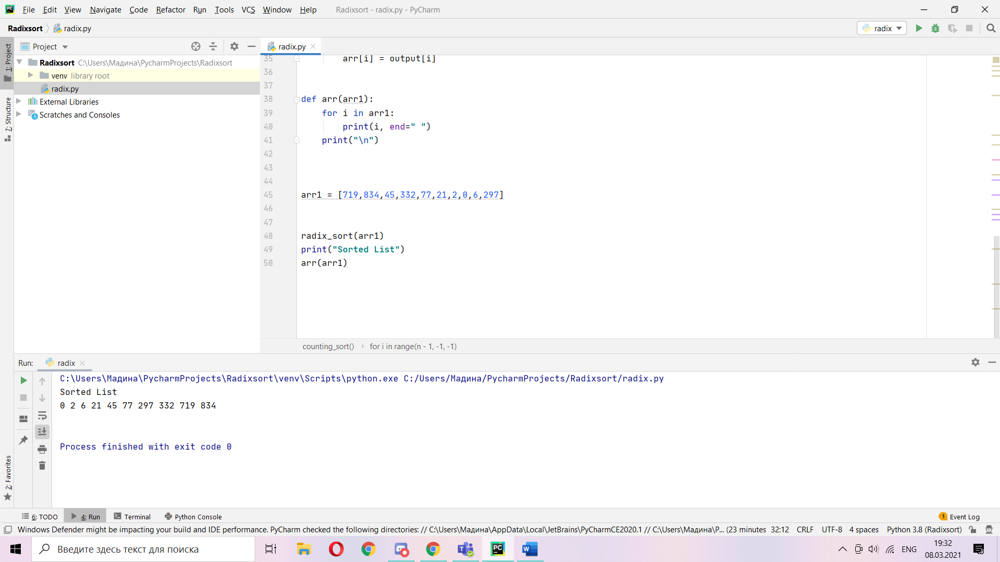 File Edit View Navigate Code Refactor Run Tools VCS Window Help Radixsort - radix.py - PyCharm
Radixsort radix.py radix
1: Project
7: Structure
2: Favorites
Project
Radixsort C:\Users\Мадина\PycharmProjects\Radixsort
venv library root
radix.py
External Libraries
Scratches and Consoles
radix.py
35 arr[i] = output[i]
36
37
38 def arr(arr1):
39 for i in arr1:
40 print(i, end=" ")
41 print("\n")
42
43
44
45 arr1 = [719,834,45,332,77,21,2,0,6,297]
46
47
48 radix_sort(arr1)
49 print("Sorted List")
50 arr(arr1)
counting_sort() › for i in range(n - 1, -1, -1)
Run: radix
C:\Users\Мадина\PycharmProjects\Radixsort\venv\Scripts\python.exe C:/Users/Мадина/PycharmProjects/Radixsort/radix.py
Sorted List
0 2 6 21 45 77 297 332 719 834
Process finished with exit code 0
6: TODO 4: Run Terminal Python Console 1 Event Log
Windows Defender might be impacting your build and IDE performance. PyCharm checked the following directories: // C:\Users\Мадина\AppData\Local\JetBrains\PyCharmCE2020.1 // C:\Users\Мадина\P... (23 minutes 32:12 CRLF UTF-8 4 spaces Python 3.8 (Radixsort)
Введите здесь текст для поиска
ENG
19:32
08.03.2021